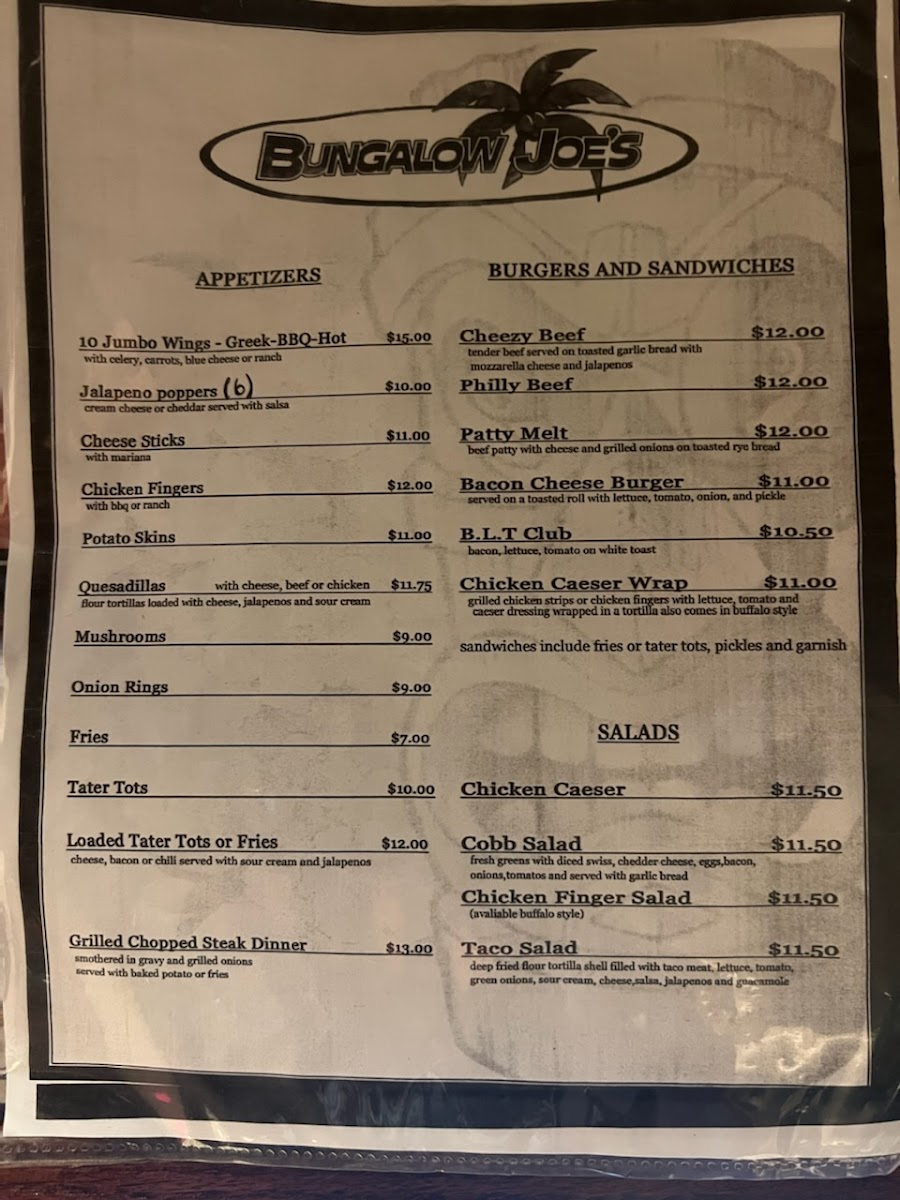 BUNGALOW JOE'S
APPETIZERS
10 Jumbo Wings - Greek-BBQ-Hot $15.00
with celery, carrots, blue cheese or ranch
Jalapeno poppers (6) $10.00
cream cheese or cheddar served with salsa
Cheese Sticks $11.00
with mariana
Chicken Fingers $12.00
with bbq or ranch
Potato Skins $11.00
Quesadillas with cheese, beef or chicken $11.75
flour tortillas loaded with cheese, jalapenos and sour cream
Mushrooms $9.00
Onion Rings $9.00
Fries $7.00
Tater Tots $10.00
Loaded Tater Tots or Fries $12.00
cheese, bacon or chili served with sour cream and jalapenos
Grilled Chopped Steak Dinner $13.00
smothered in gravy and grilled onions
served with baked potato or fries
BURGERS AND SANDWICHES
Cheezy Beef $12.00
tender beef served on toasted garlic bread with
mozzarella cheese and jalapenos
Philly Beef $12.00
Patty Melt $12.00
beef patty with cheese and grilled onions on toasted rye bread
Bacon Cheese Burger $11.00
served on a toasted roll with lettuce, tomato, onion, and pickle
B.L.T Club $10.50
bacon, lettuce, tomato on white toast
Chicken Caeser Wrap $11.00
grilled chicken strips or chicken fingers with lettuce, tomato and
caeser dressing wrapped in a tortilla also comes in buffalo style
sandwiches include fries or tater tots, pickles and garnish
SALADS
Chicken Caeser $11.50
Cobb Salad $11.50
fresh greens with diced swiss, chedder cheese, eggs,bacon,
onions,tomatos and served with garlic bread
Chicken Finger Salad $11.50
(avaliable buffalo style)
Taco Salad $11.50
deep fried flour tortilla shell filled with taco meat, lettuce, tomato,
green onions, sour cream, cheese,salsa, jalapenos and guacamole